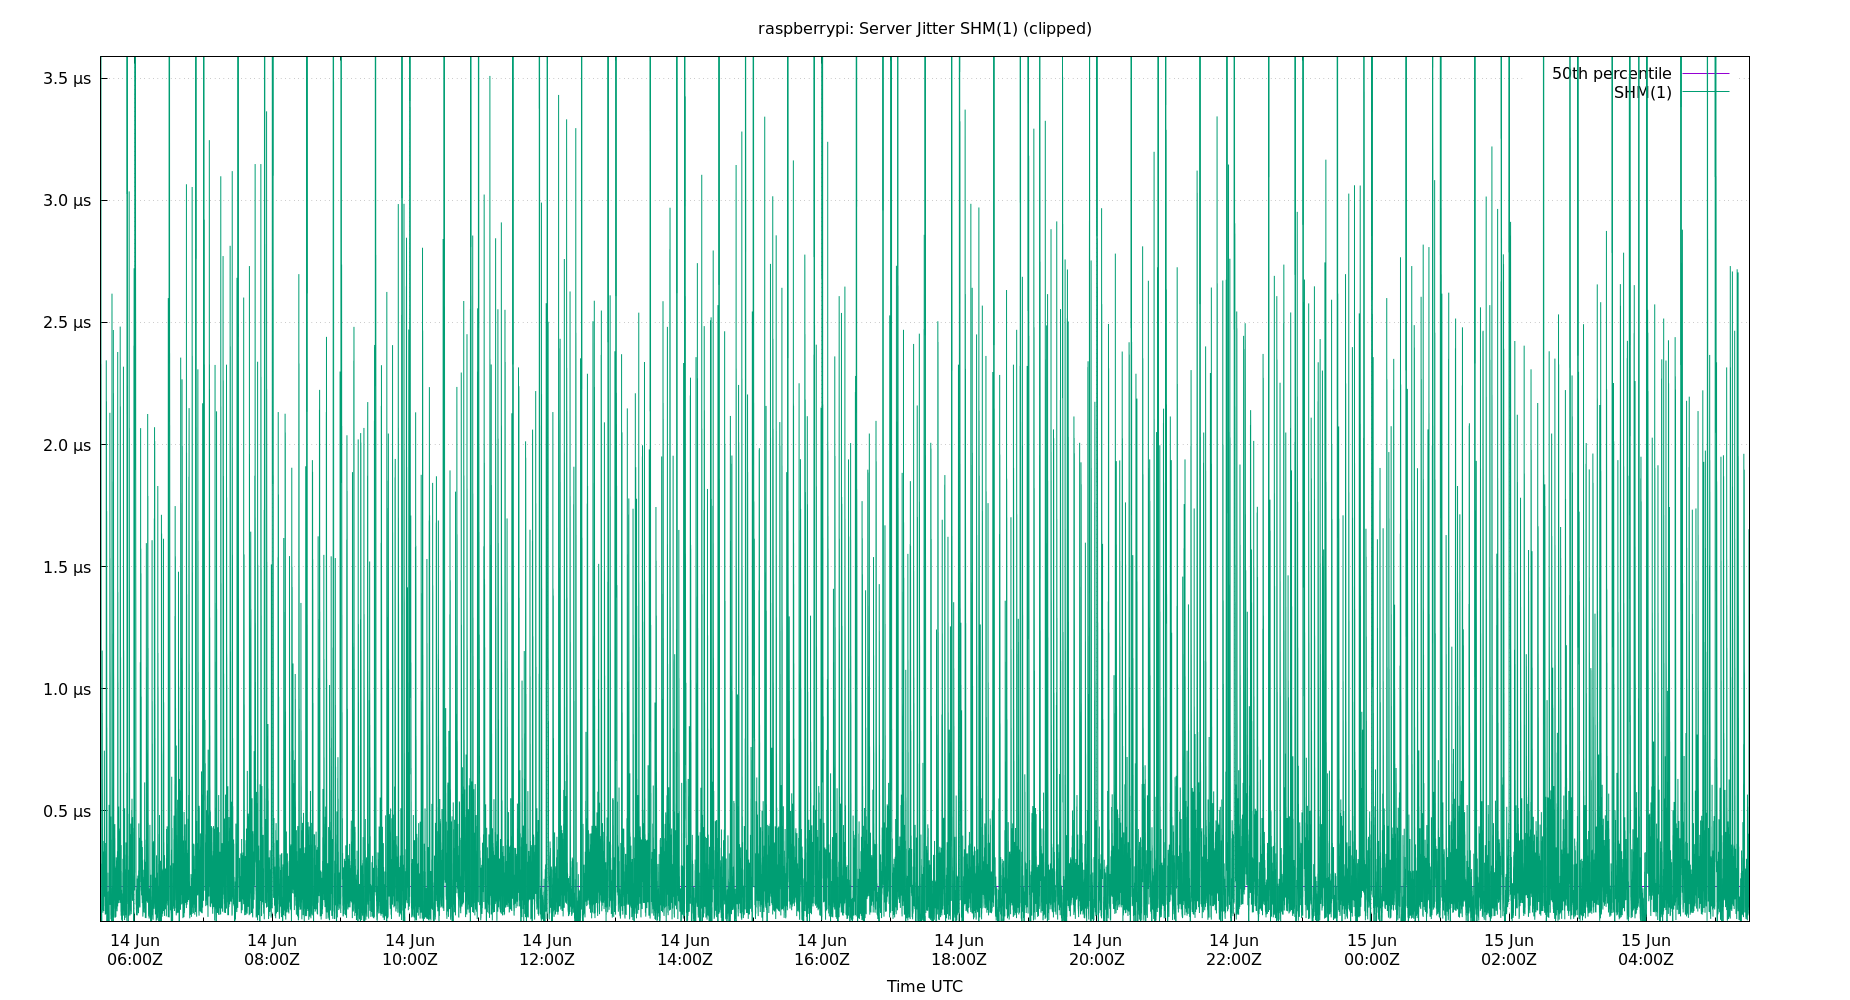 raspberrypi: Server Jitter SHM(1) (clipped)
50th percentile
SHM(1)
3.5 μs
3.0 μs
2.5 μs
2.0 μs
1.5 μs
1.0 μs
0.5 μs
14 Jun 14 Jun 14 Jun 14 Jun 14 Jun 14 Jun 14 Jun 14 Jun 14 Jun 15 Jun 15 Jun 15 Jun
06:00Z 08:00Z 10:00Z 12:00Z 14:00Z 16:00Z 18:00Z 20:00Z 22:00Z 00:00Z 02:00Z 04:00Z
Time UTC